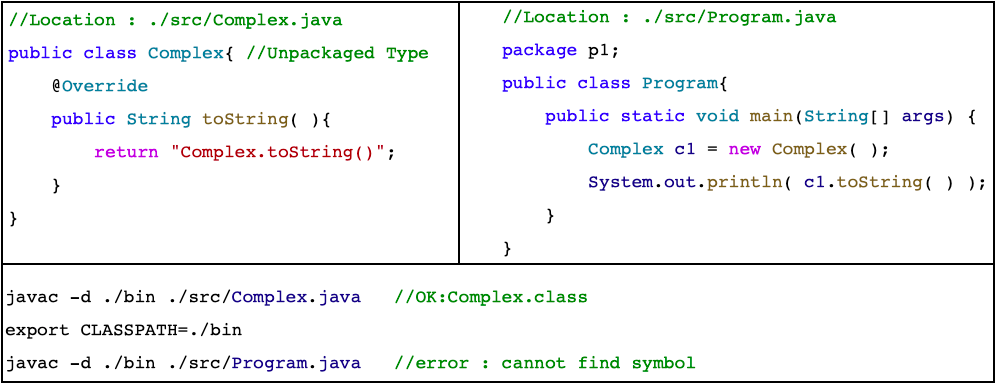 //Location : ./src/Complex.java
public class Complex{ //Unpackaged Type
    @Override
    public String toString( ){
        return "Complex.toString()";
    }
}
//Location : ./src/Program.java
package p1;
public class Program{
    public static void main(String[] args) {
        Complex c1 = new Complex( );
        System.out.println( c1.toString( ) );
    }
}
javac -d ./bin ./src/Complex.java   //OK:Complex.class
export CLASSPATH=./bin
javac -d ./bin ./src/Program.java   //error : cannot find symbol